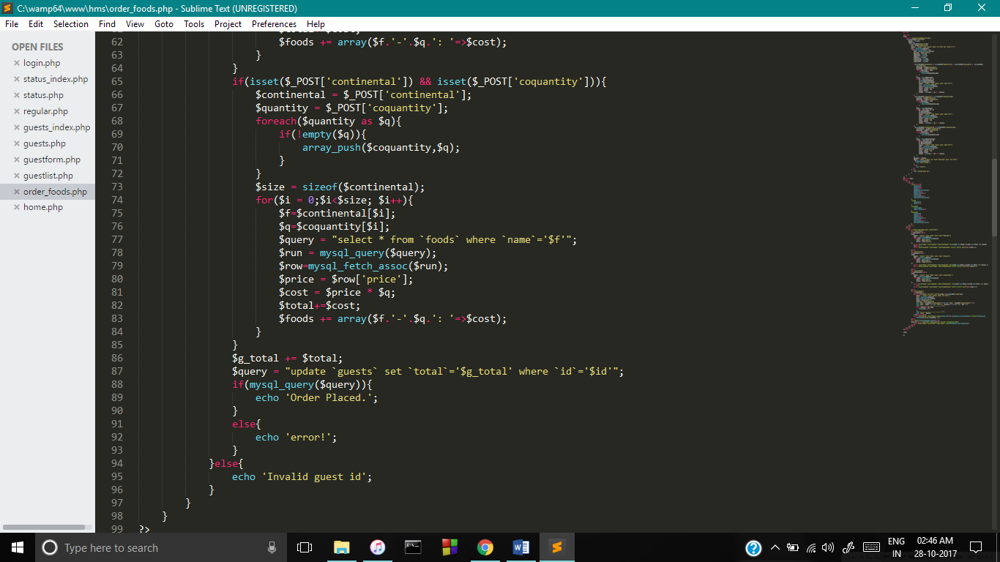 C:\wamp64\www\hms\order_foods.php - Sublime Text (UNREGISTERED)
File Edit Selection Find View Goto Tools Project Preferences Help
OPEN FILES
login.php
status_index.php
status.php
regular.php
guests_index.php
guests.php
guestform.php
guestlist.php
order_foods.php
home.php
62 $foods += array($f.'-'.$q.': '=>$cost);
63 }
64 }
65 if(isset($_POST['continental']) && isset($_POST['coquantity'])){
66 $continental = $_POST['continental'];
67 $quantity = $_POST['coquantity'];
68 foreach($quantity as $q){
69 if(!empty($q)){
70 array_push($coquantity,$q);
71 }
72 }
73 $size = sizeof($continental);
74 for($i = 0;$i<$size; $i++){
75 $f=$continental[$i];
76 $q=$coquantity[$i];
77 $query = "select * from `foods` where `name`='$f'";
78 $run = mysql_query($query);
79 $row=mysql_fetch_assoc($run);
80 $price = $row['price'];
81 $cost = $price * $q;
82 $total+=$cost;
83 $foods += array($f.'-'.$q.': '=>$cost);
84 }
85 }
86 $g_total += $total;
87 $query = "update `guests` set `total`='$g_total' where `id`='$id'";
88 if(mysql_query($query)){
89 echo 'Order Placed.';
90 }
91 else{
92 echo 'error!';
93 }
94 }else{
95 echo 'Invalid guest id';
96 }
97 }
98 }
99 ?>
Type here to search
ENG
IN
02:46 AM
28-10-2017